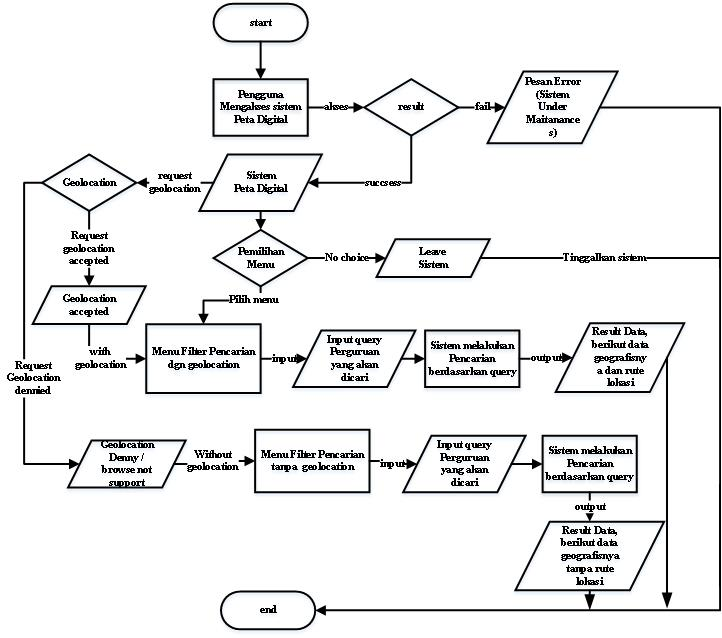 start
Pengguna
Mengakses sistem
Peta Digital
akses
result
fail
Pesan Error
(Sistem
Under
Maitanance
s)
succsess
Sistem
Peta Digital
request
geolocation
Geolocation
Request
geolocation
accepted
Geolocation
accepted
Pemilihan
Menu
No choice
Leave
Sistem
Tinggalkan sistem
Pilih menu
with
geolocation
Menu Filter Pencarian
dgn geolocation
input
Input query
Perguruan
yang akan
dicari
Sistem melakukan
Pencarian
berdasarkan query
output
Result Data,
berikut data
geografisny
a dan rute
lokasi
Request
Geolocation
dennied
Geolocation
Denny /
browse not
support
Without
geolocation
Menu Filter Pencarian
tanpa geolocation
input
Input query
Perguruan
yang akan
dicari
Sistem melakukan
Pencarian
berdasarkan query
output
Result Data,
berikut data
geografisnya
tanpa rute
lokasi
end